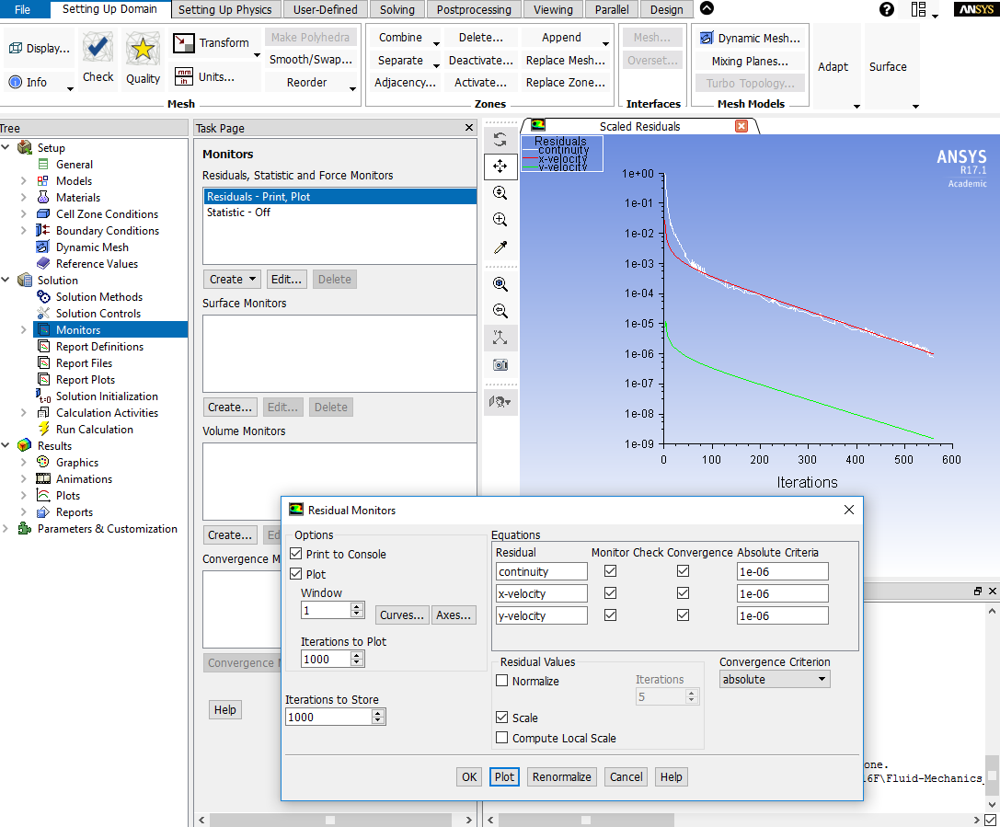 File
Setting Up Domain
Setting Up Physics
User-Defined
Solving
Postprocessing
Viewing
Parallel
Design
ANSYS
Display...
Info
Check
Quality
Transform
mm
in
Units...
Make Polyhedra
Smooth/Swap...
Reorder
Mesh
Combine
Delete...
Append
Separate
Deactivate...
Replace Mesh...
Adjacency...
Activate...
Replace Zone...
Zones
Mesh...
Overset...
Interfaces
Dynamic Mesh...
Mixing Planes...
Turbo Topology...
Mesh Models
Adapt
Surface
Tree
Setup
General
Models
Materials
Cell Zone Conditions
Boundary Conditions
Dynamic Mesh
Reference Values
Solution
Solution Methods
Solution Controls
Monitors
Report Definitions
Report Files
Report Plots
t=0
Solution Initialization
Calculation Activities
Run Calculation
Results
Graphics
Animations
Plots
Reports
Parameters & Customization
Task Page
Monitors
Residuals, Statistic and Force Monitors
Residuals - Print, Plot
Statistic - Off
Create
Edit...
Delete
Surface Monitors
Create...
Edit...
Delete
Volume Monitors
Create...
Ed
Convergence M
Convergence M
Help
Scaled Residuals
Residuals
continuity
x-velocity
y-velocity
ANSYS
R17.1
Academic
1e+00
1e-01
1e-02
1e-03
1e-04
1e-05
1e-06
1e-07
1e-08
1e-09
0 100 200 300 400 500 600
Iterations
Residual Monitors
Options
Print to Console
Plot
Window
1
Curves...
Axes...
Iterations to Plot
1000
Iterations to Store
1000
Equations
Residual Monitor Check Convergence Absolute Criteria
continuity 1e-06
x-velocity 1e-06
y-velocity 1e-06
Residual Values
Normalize
Iterations
5
Scale
Compute Local Scale
Convergence Criterion
absolute
OK
Plot
Renormalize
Cancel
Help
one.
6F\Fluid-Mechanics_